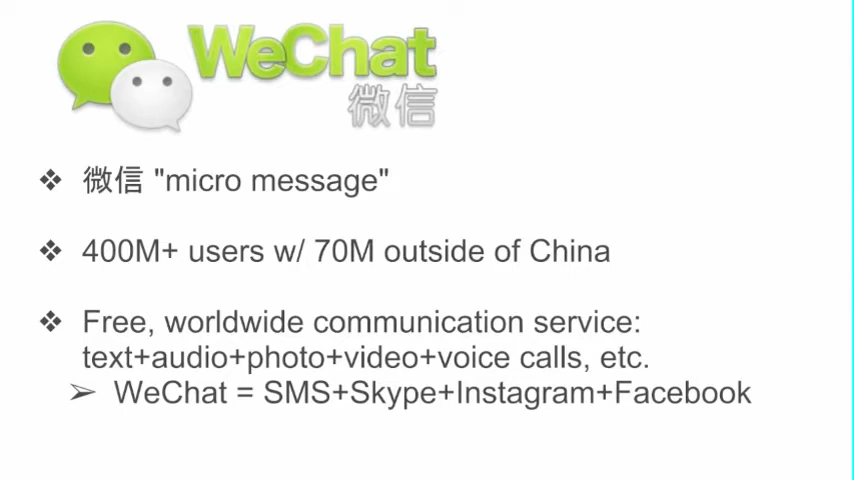 WeChat
微信
❖ 微信 "micro message"
❖ 400M+ users w/ 70M outside of China
❖ Free, worldwide communication service:
text+audio+photo+video+voice calls, etc.
➢ WeChat = SMS+Skype+Instagram+Facebook